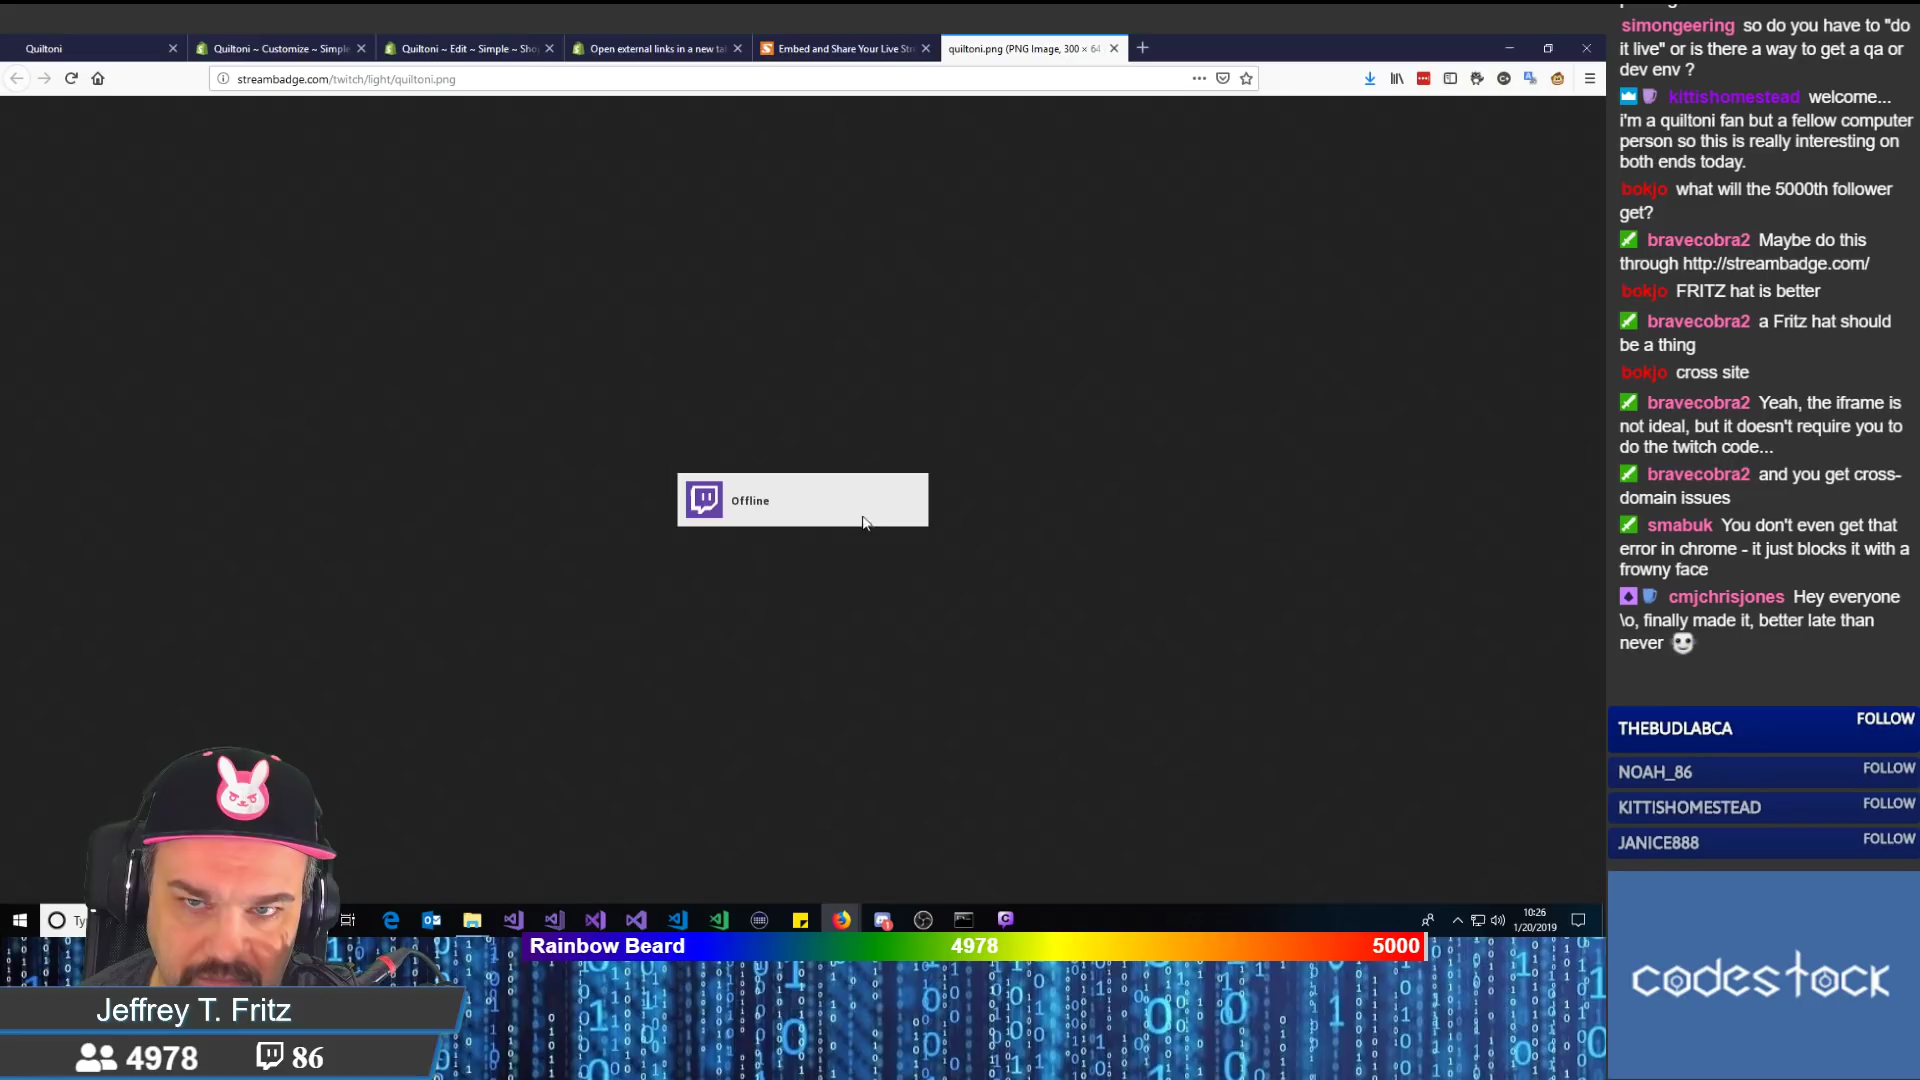 Quiltoni
Quiltoni ~ Customize ~ Simple
Quiltoni ~ Edit ~ Simple ~ Sho
Open external links in a new ta
Embed and Share Your Live Str
quiltoni.png (PNG Image, 300 × 64
streambadge.com/twitch/light/quiltoni.png
Offline
simongeering so do you have to "do
it live" or is there a way to get a qa or
dev env ?
kittishomestead welcome...
i'm a quiltoni fan but a fellow computer
person so this is really interesting on
both ends today.
bokjo what will the 5000th follower
get?
bravecobra2 Maybe do this
through http://streambadge.com/
bokjo FRITZ hat is better
bravecobra2 a Fritz hat should
be a thing
bokjo cross site
bravecobra2 Yeah, the iframe is
not ideal, but it doesn't require you to
do the twitch code...
bravecobra2 and you get cross-
domain issues
smabuk You don't even get that
error in chrome - it just blocks it with a
frowny face
cmjchrisjones Hey everyone
\o, finally made it, better late than
never
THEBUDLABCA FOLLOW
NOAH_86 FOLLOW
KITTISHOMESTEAD FOLLOW
JANICE888 FOLLOW
codestock
Ty
10:26
1/20/2019
Rainbow Beard 4978 5000
Jeffrey T. Fritz
4978 86